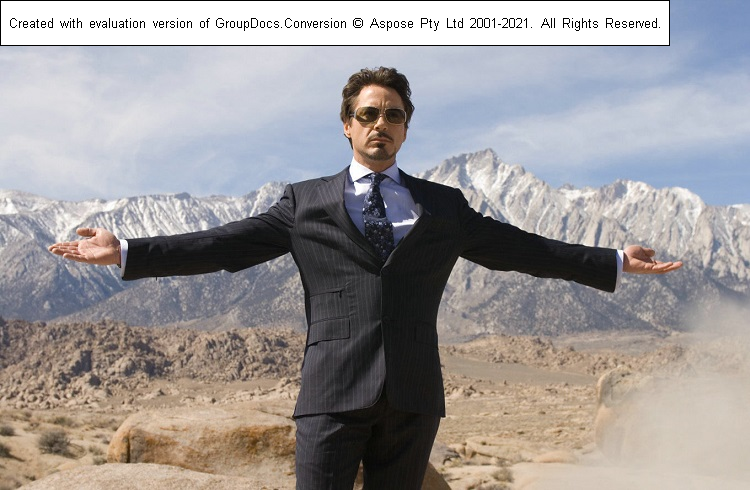 Created with evaluation version of GroupDocs.Conversion © Aspose Pty Ltd 2001-2021. All Rights Reserved.